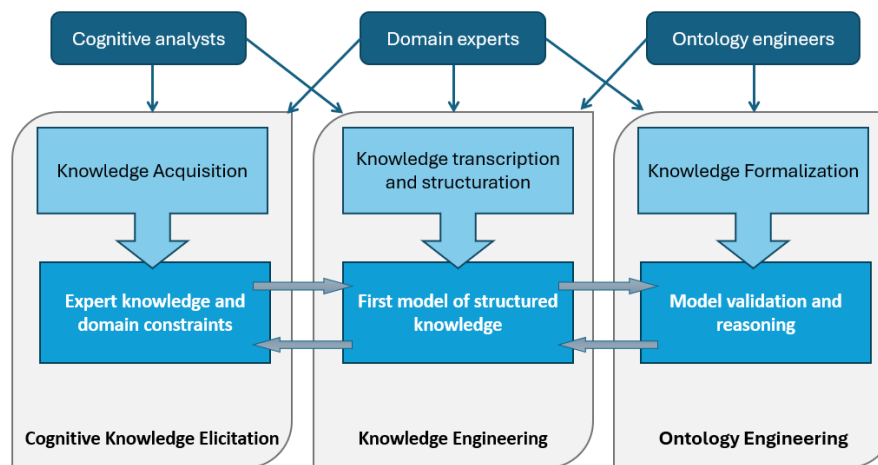 Cognitive analysts
Domain experts
Ontology engineers
Knowledge Acquisition
Knowledge transcription
and structuration
Knowledge Formalization
Expert knowledge and
domain constraints
First model of structured
knowledge
Model validation and
reasoning
Cognitive Knowledge Elicitation
Knowledge Engineering
Ontology Engineering